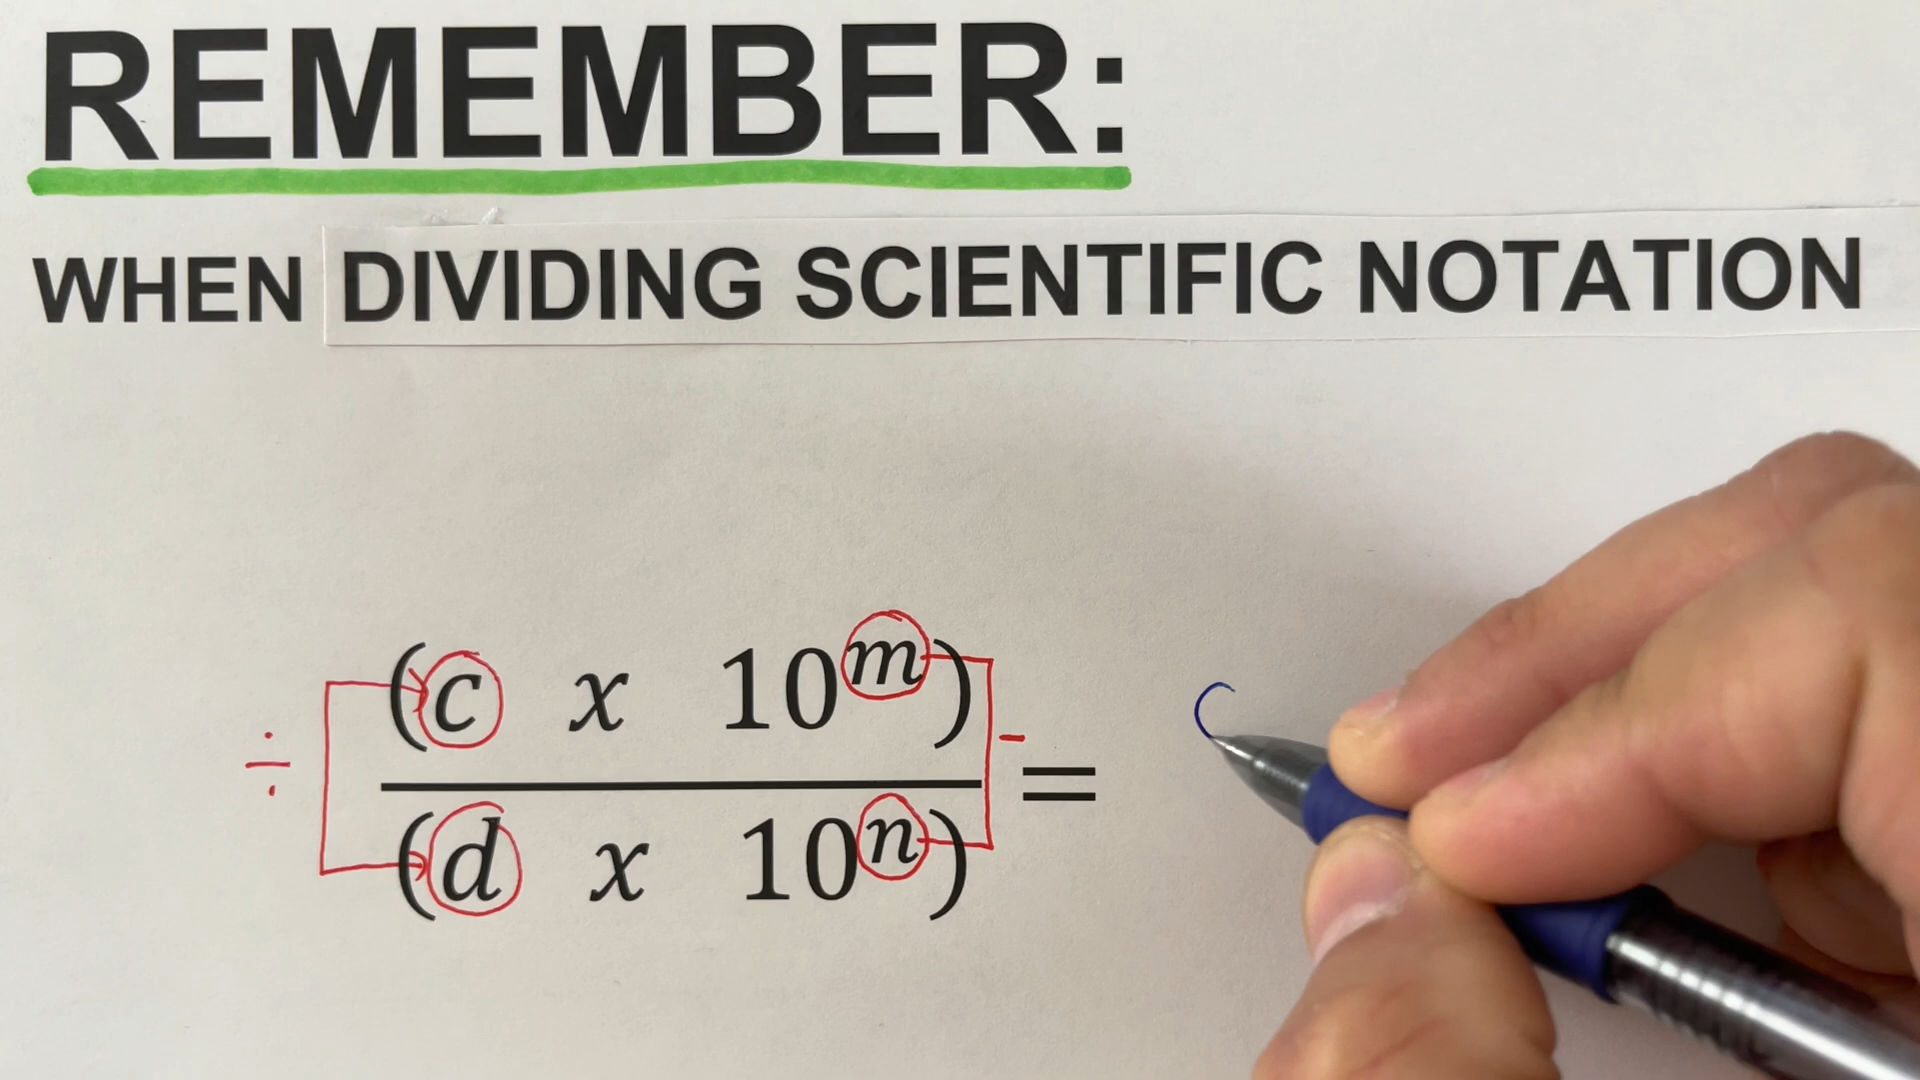 REMEMBER:
WHEN DIVIDING SCIENTIFIC NOTATION
÷ (c x 10^m) / (d x 10^n) - = c